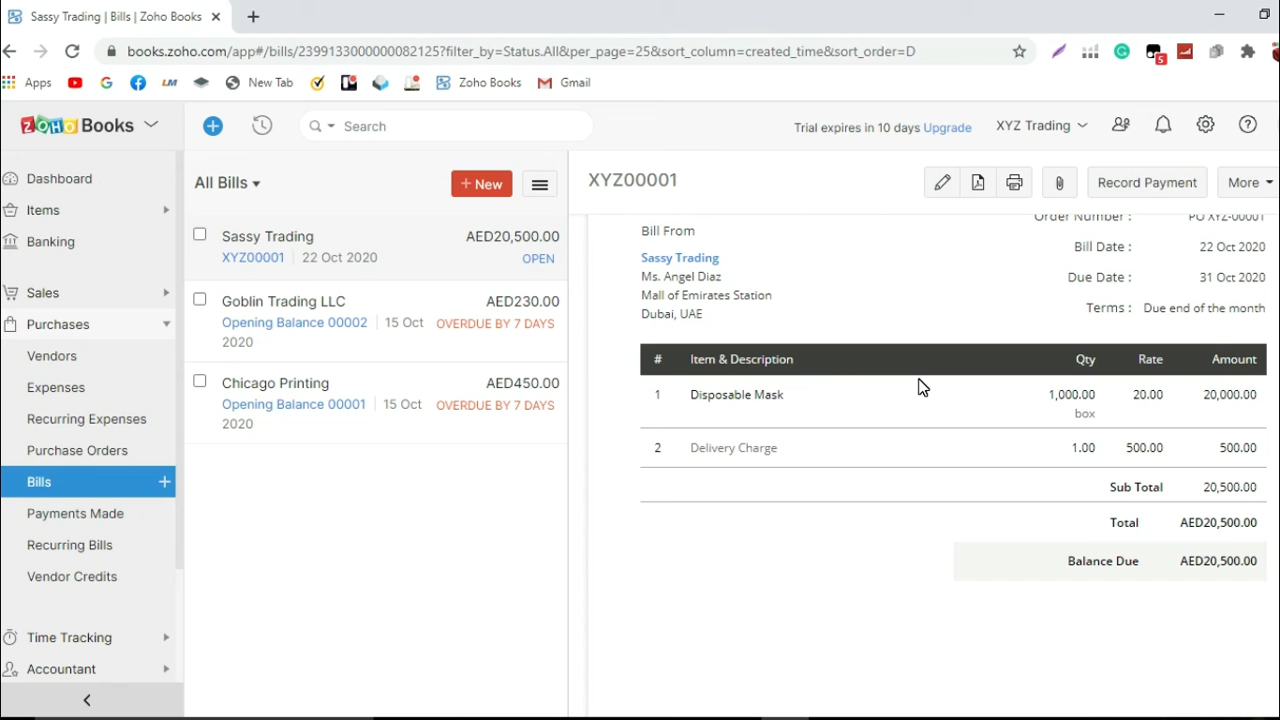 Sassy Trading | Bills | Zoho Books
books.zoho.com/app#/bills/2399133000000082125?filter_by=Status.All&per_page=25&sort_column=created_time&sort_order=D
5
Apps
LM
New Tab
Zoho Books
Gmail
ZOHO Books
Search
Trial expires in 10 days Upgrade
XYZ Trading
Dashboard
Items
Banking
Sales
Purchases
Vendors
Expenses
Recurring Expenses
Purchase Orders
Bills +
Payments Made
Recurring Bills
Vendor Credits
Time Tracking
Accountant
All Bills
+ New
Sassy Trading AED20,500.00
XYZ00001 | 22 Oct 2020 OPEN
Goblin Trading LLC AED230.00
Opening Balance 00002 | 15 Oct OVERDUE BY 7 DAYS
2020
Chicago Printing AED450.00
Opening Balance 00001 | 15 Oct OVERDUE BY 7 DAYS
2020
XYZ00001
Record Payment
More
Order Number : PO XYZ-00001
Bill From
Bill Date : 22 Oct 2020
Sassy Trading
Ms. Angel Diaz
Due Date : 31 Oct 2020
Mall of Emirates Station
Terms : Due end of the month
Dubai, UAE
# Item & Description Qty Rate Amount
1 Disposable Mask 1,000.00 20.00 20,000.00
box
2 Delivery Charge 1.00 500.00 500.00
Sub Total 20,500.00
Total AED20,500.00
Balance Due AED20,500.00